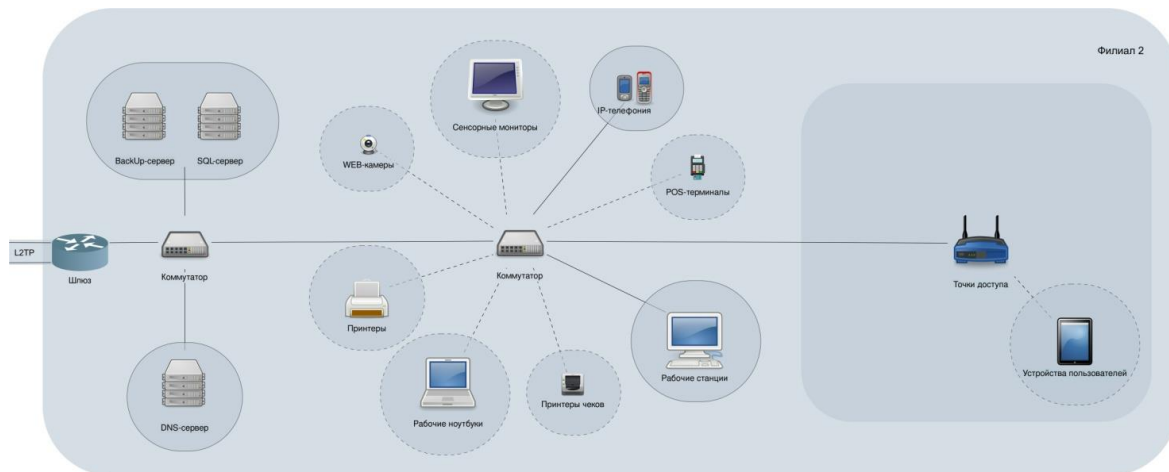 Филиал 2
BackUp-сервер
SQL-сервер
Сенсорные мониторы
IP-телефония
WEB-камеры
POS-терминалы
L2TP
Шлюз
Коммутатор
Коммутатор
Точки доступа
Принтеры
Рабочие ноутбуки
Принтеры чеков
Рабочие станции
Устройства пользователей
DNS-сервер